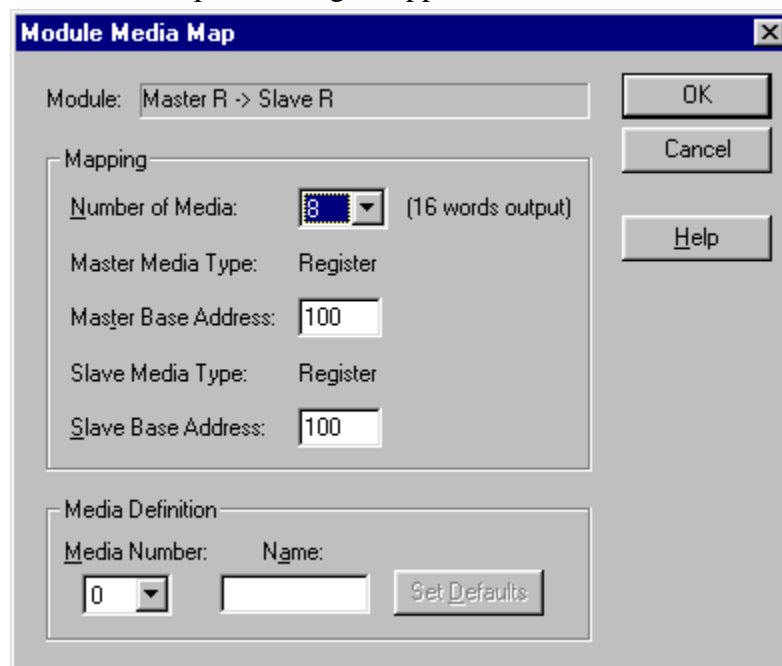 Module Media Map
Module: Master R -> Slave R
OK
Cancel
Help
Mapping
Number of Media: 8 (16 words output)
Master Media Type: Register
Master Base Address: 100
Slave Media Type: Register
Slave Base Address: 100
Media Definition
Media Number: Name:
0 Set Defaults